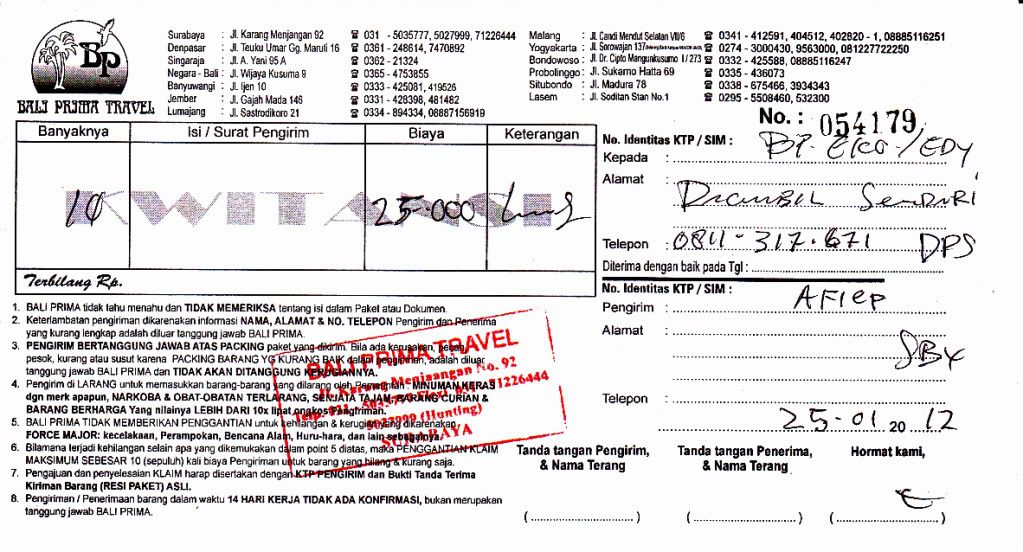 Bp
BALI PRIMA TRAVEL
Surabaya : Jl. Karang Menjangan 92 ☎ 031 - 5035777, 5027999, 71226444
Denpasar : Jl. Teuku Umar Gg. Maruti 16 ☎ 0361 - 248614, 7470892
Singaraja : Jl. A. Yani 95 A ☎ 0362 - 21324
Negara - Bali : Jl. Wijaya Kusuma 9 ☎ 0365 - 4753855
Banyuwangi : Jl. Ijen 10 ☎ 0333 - 425081, 419526
Jember : Jl. Gajah Mada 146 ☎ 0331 - 428398, 481482
Lumajang : Jl. Sastrodikoro 21 ☎ 0334 - 894334, 08887156919
Malang : Jl. Candi Mendut Selatan VII/6 ☎ 0341 - 412591, 404512, 402820 - 1, 08885116251
Yogyakarta : Jl. Sorowajan 137 ☎ 0274 - 3000430, 9563000, 081227722250
Bondowoso : Jl. Dr. Cipto Mangunkusumo I / 273 ☎ 0332 - 425588, 08885116247
Probolinggo : Jl. Sukarno Hatta 69 ☎ 0335 - 436073
Situbondo : Jl. Madura 78 ☎ 0338 - 675466, 3934343
Lasem : Jl. Soditan Stan No.1 ☎ 0295 - 5508460, 532300
No. : 054179
Banyaknya Isi / Surat Pengirim Biaya Keterangan
KWITANSI
10 25.000 Lunas
Terbilang Rp.
No. Identitas KTP / SIM :
Kepada : BP. EKO / EDY
Alamat : DIAMBIL SENDIRI
Telepon : 0811 - 317.671 DPS
Diterima dengan baik pada Tgl :
No. Identitas KTP / SIM :
Pengirim : AFIEP
Alamat : SBY
Telepon :
25-01 20 12
1. BALI PRIMA tidak tahu menahu dan TIDAK MEMERIKSA tentang isi dalam Paket atau Dokumen.
2. Keterlambatan pengiriman dikarenakan informasi NAMA, ALAMAT & NO. TELEPON Pengirim dan Penerima
yang kurang lengkap adalah diluar tanggung jawab BALI PRIMA.
3. PENGIRIM BERTANGGUNG JAWAB ATAS PACKING paket yang dikirim. Bila ada kerusakan, pecah,
pesok, kurang atau susut karena PACKING BARANG YG KURANG BAIK dalam pengiriman, adalah diluar
tanggung jawab BALI PRIMA dan TIDAK AKAN DITANGGUNG KERUGIANNYA.
4. Pengirim di LARANG untuk memasukkan barang-barang yang dilarang oleh Pemerintah : MINUMAN KERAS
dgn merk apapun, NARKOBA & OBAT-OBATAN TERLARANG, SENJATA TAJAM, BARANG CURIAN &
BARANG BERHARGA Yang nilainya LEBIH DARI 10x lipat ongkos Pengiriman.
5. BALI PRIMA TIDAK MEMBERIKAN PENGGANTIAN untuk kehilangan & kerugian yang dikarenakan
FORCE MAJOR: kecelakaan, Perampokan, Bencana Alam, Huru-hara, dan lain-sebagainya.
6. Bilamana terjadi kehilangan selain apa yang dikemukakan dalam point 5 diatas, maka PENGGANTIAN KLAIM
MAKSIMUM SEBESAR 10 (sepuluh) kali biaya Pengiriman untuk barang yang hilang & kurang saja.
7. Pengajuan dan penyelesaian KLAIM harap disertakan dengan KTP PENGIRIM dan Bukti Tanda Terima
Kiriman Barang (RESI PAKET) ASLI.
8. Pengiriman / Penerimaan barang dalam waktu 14 HARI KERJA TIDAK ADA KONFIRMASI, bukan merupakan
tanggung jawab BALI PRIMA.
BALI PRIMA TRAVEL
Jl. Karang Menjangan No. 92
Telp. 031 71226444
5027999 (Hunting)
SURABAYA
Tanda tangan Pengirim,
& Nama Terang
Tanda tangan Penerima,
& Nama Terang
Hormat kami,
(....................) (....................) (....................)